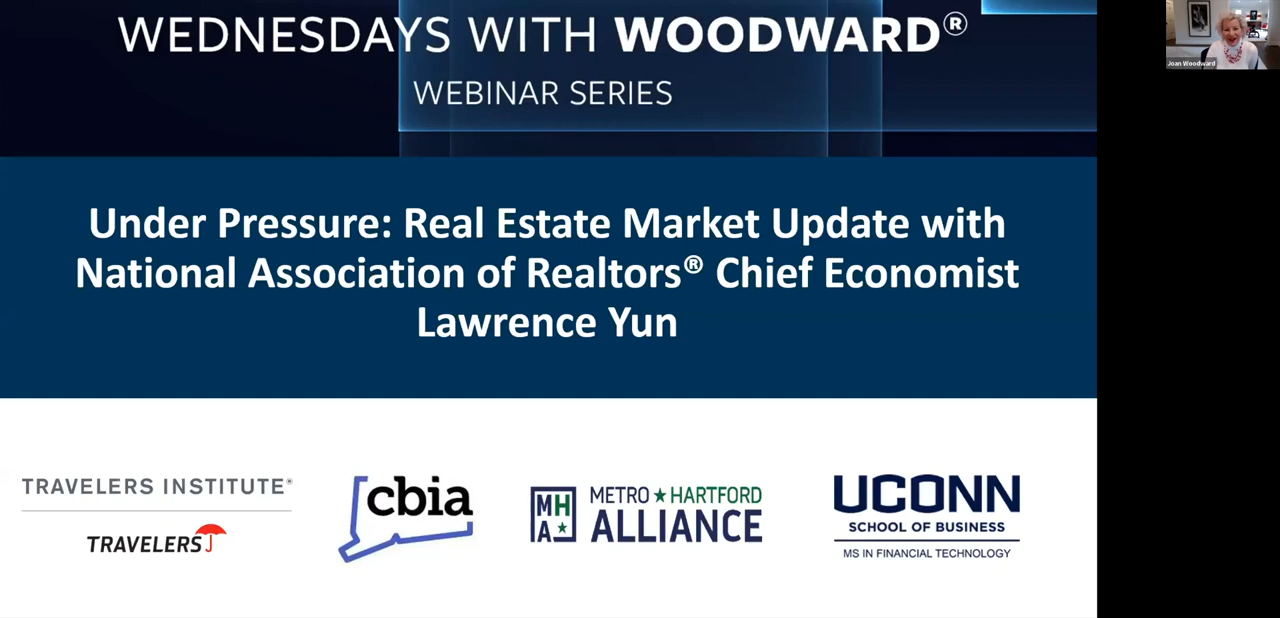 WEDNESDAYS WITH WOODWARD®
WEBINAR SERIES
Joan Woodward
Under Pressure: Real Estate Market Update with
National Association of Realtors® Chief Economist
Lawrence Yun
TRAVELERS INSTITUTE®
TRAVELERS
cbia
MHA
METRO HARTFORD
ALLIANCE
UCONN
SCHOOL OF BUSINESS
MS IN FINANCIAL TECHNOLOGY